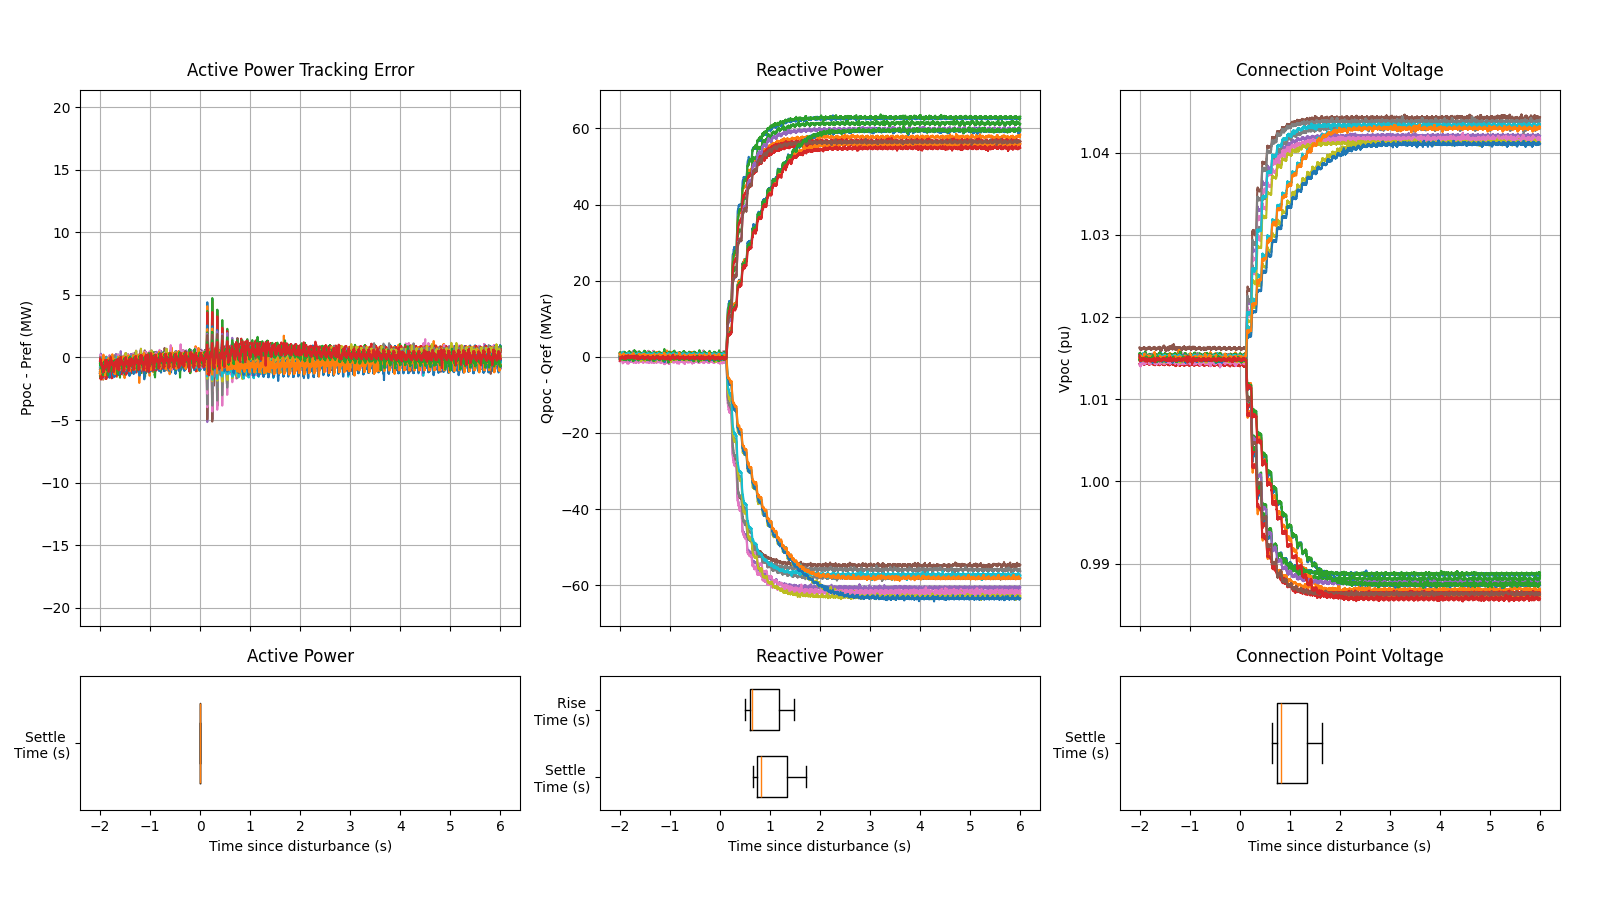 Active Power Tracking Error
Reactive Power
Connection Point Voltage
Ppoc - Pref (MW)
20
15
10
5
0
−5
−10
−15
−20
Qpoc - Qref (MVAr)
60
40
20
0
−20
−40
−60
Vpoc (pu)
1.04
1.03
1.02
1.01
1.00
0.99
Active Power
Reactive Power
Connection Point Voltage
Settle
Time (s)
−2 −1 0 1 2 3 4 5 6
Time since disturbance (s)
Rise
Time (s)
Settle
Time (s)
−2 −1 0 1 2 3 4 5 6
Time since disturbance (s)
Settle
Time (s)
−2 −1 0 1 2 3 4 5 6
Time since disturbance (s)